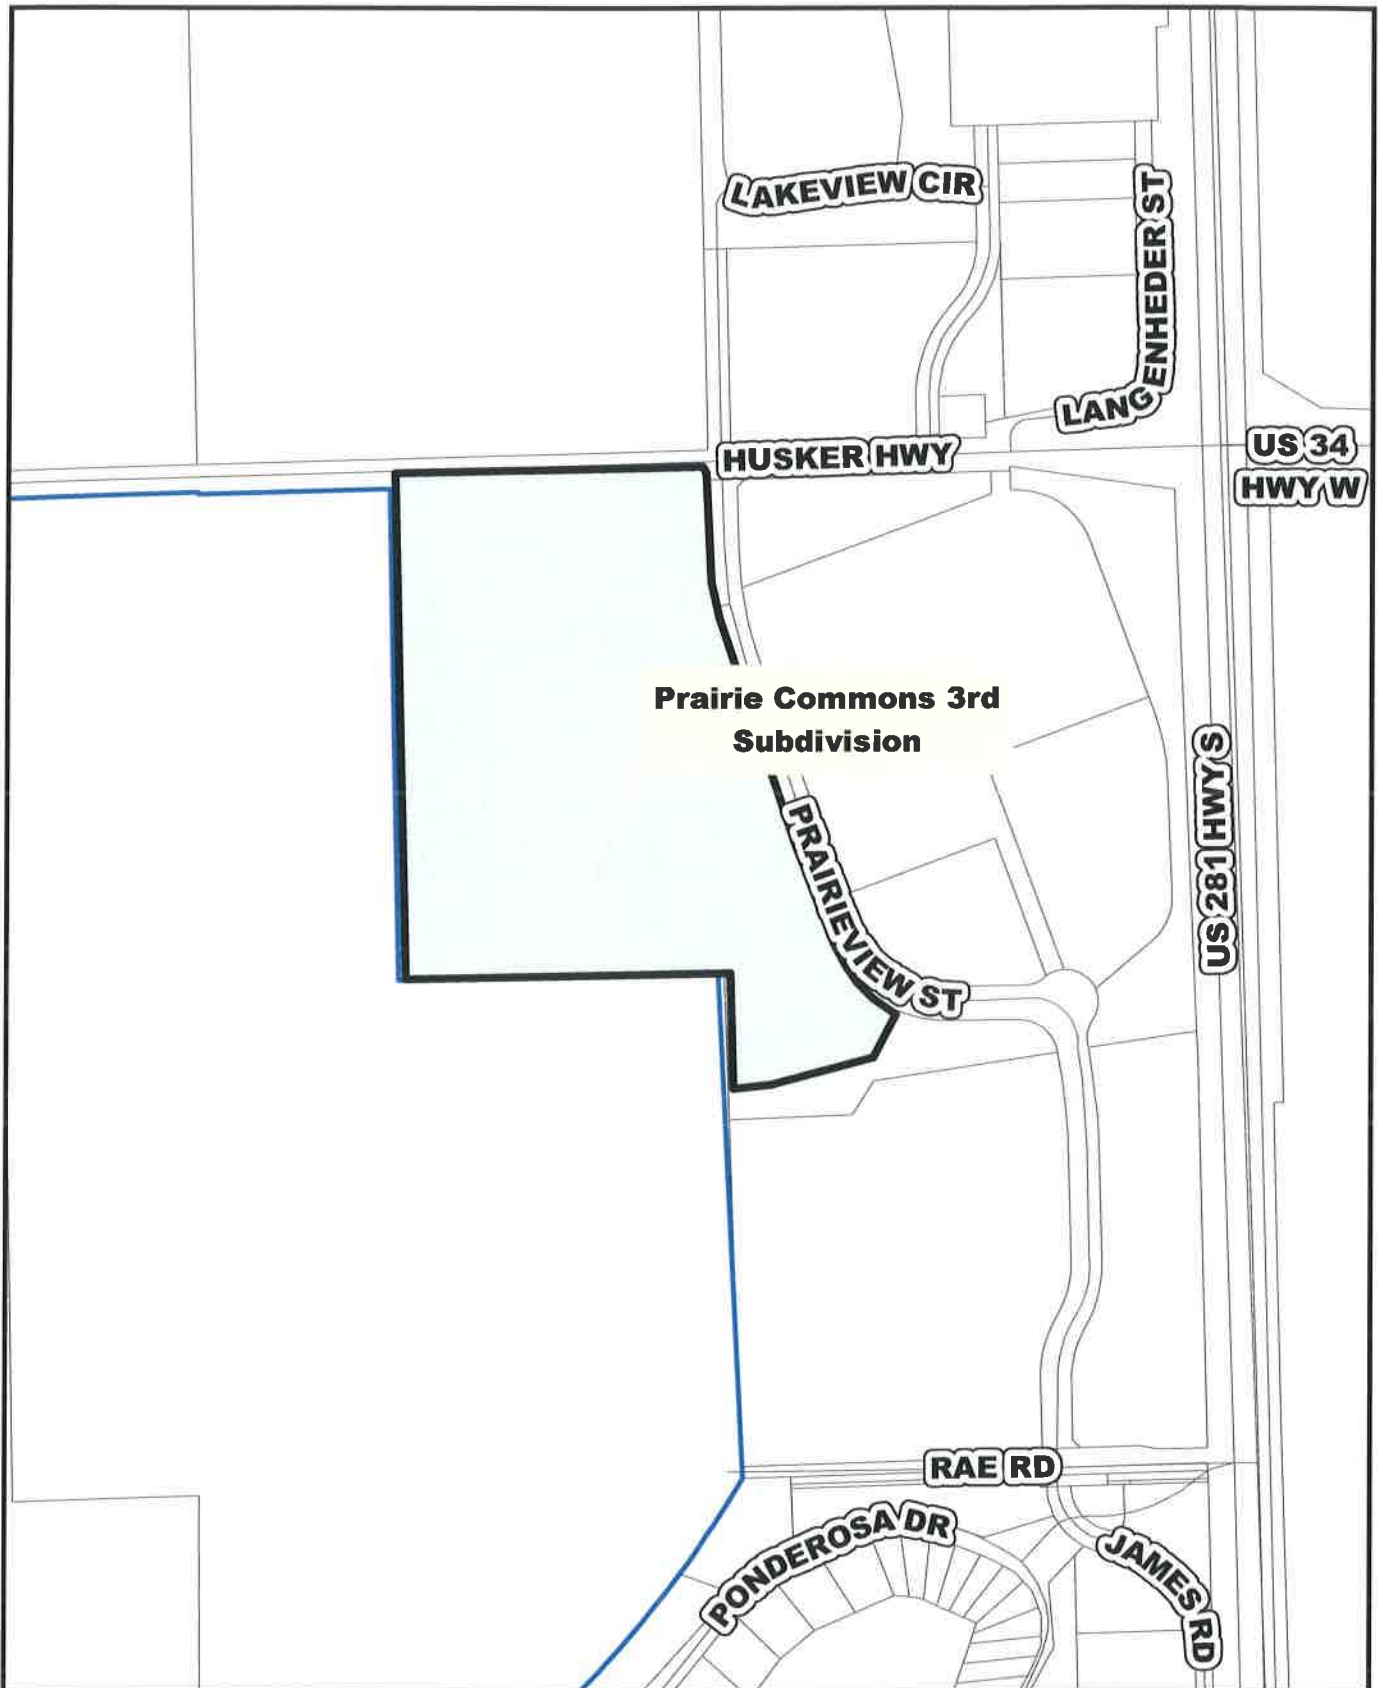 LAKEVIEW CIR
LANGENHEDER ST
HUSKER HWY
US 34
HWY W
Prairie Commons 3rd
Subdivision
PRAIRIEVIEW ST
US 281 HWY S
RAE RD
PONDEROSA DR
JAMES RD